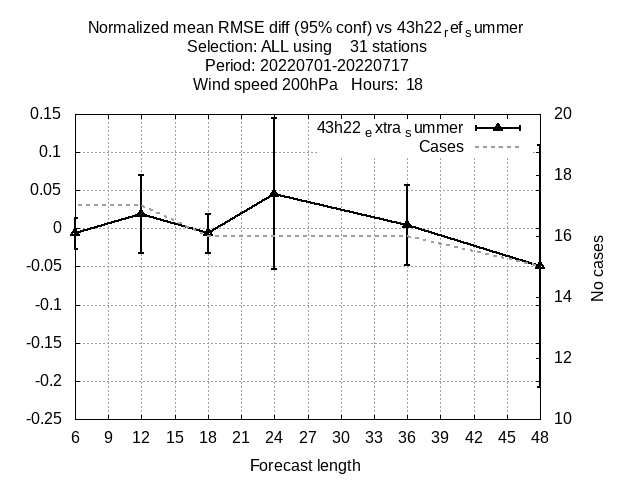 Normalized mean RMSE diff (95% conf) vs 43h22refsummer
Selection: ALL using 31 stations
Period: 20220701-20220717
Wind speed 200hPa Hours: 18
0.15 20
43h22extrasummer
Cases
0.1
18
0.05
0 16
-0.05
No cases
-0.1 14
-0.15
12
-0.2
-0.25 10
6 9 12 15 18 21 24 27 30 33 36 39 42 45 48
Forecast length